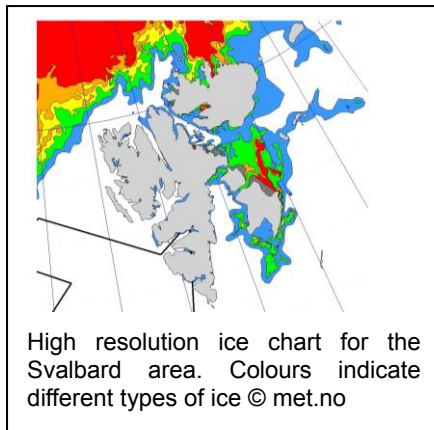 High resolution ice chart for the
Svalbard area. Colours indicate
different types of ice © met.no